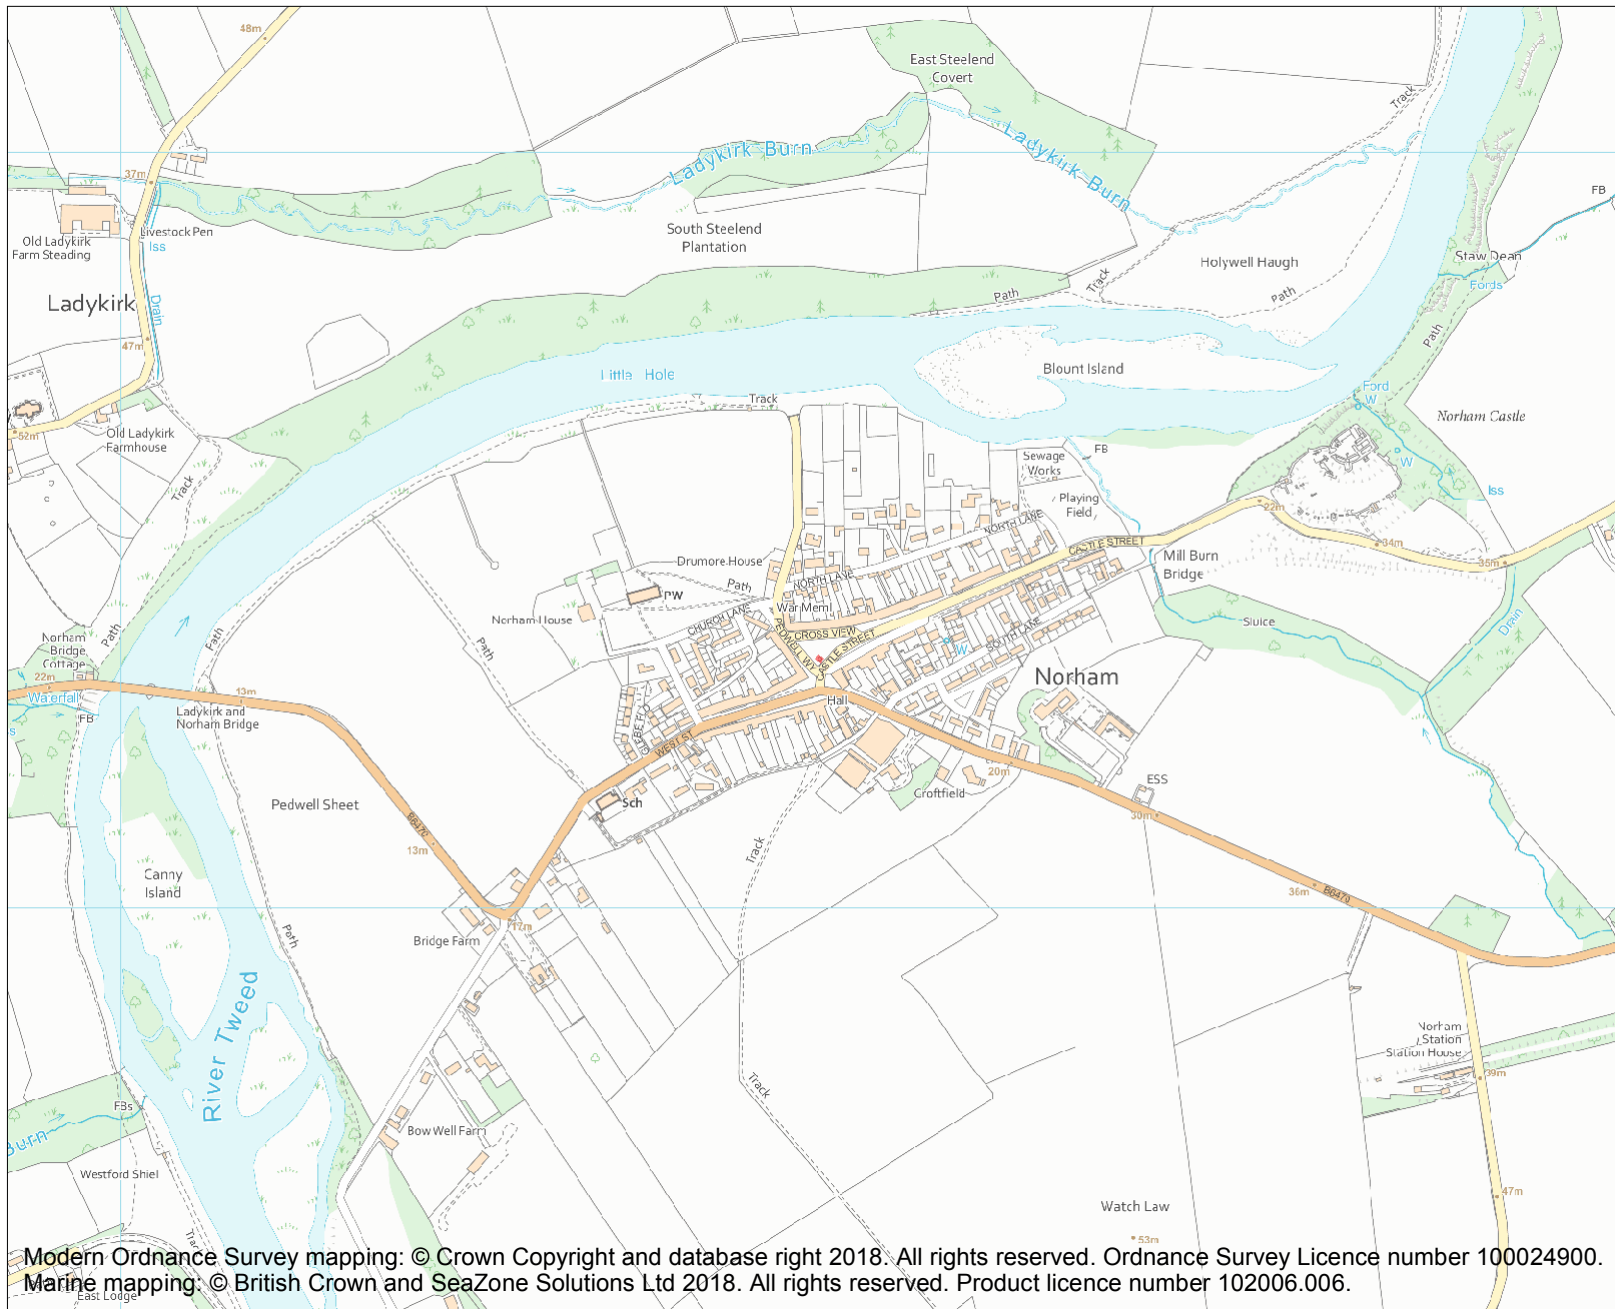 48m
East Steelend
Covert
Track
Ladykirk Burn
Ladykirk Burn
37m
FB
Livestock Pen
Old Ladykirk
Farm Steading
Iss
South Steelend
Plantation
Holywell Haugh
Staw Dean
Fords
Track
Path
Path
Ladykirk
Drain
47m
Path
Little Hole
Blount Island
Ford
W
Track
Norham Castle
52m
Old Ladykirk
Farmhouse
FB
Sewage
Works
W
Iss
Track
Playing
Field
22m
NORTH LANE
CASTLE STREET
34m
Mill Burn
Bridge
35m
Drumore House
NORTH LANE
Path
PW
War Meml
Norham House
CHURCH LANE
CROSS VIEW
PEDWELL WY
CASTLE STREET
Sluice
Drain
Path
Path
Path
SOUTH LANE
W
Norham
Bridge
Cottage
22m
Waterfall
FB
s
13m
Ladykirk and
Norham Bridge
Norham
Hall
GLEBE TH O
WEST ST
20m
ESS
Croftfield
30m
Pedwell Sheet
Sch
B6470
13m
Track
Canny
Island
36m
B6470
17m
Bridge Farm
Path
River Tweed
Norham
Station
Station House
39m
Track
FBs
Burn
Bow Well Farm
Westford Shiel
47m
Watch Law
53m
Track
Modern Ordnance Survey mapping: © Crown Copyright and database right 2018. All rights reserved. Ordnance Survey Licence number 100024900.
Marine mapping: © British Crown and SeaZone Solutions Ltd 2018. All rights reserved. Product licence number 102006.006.
East Lodge